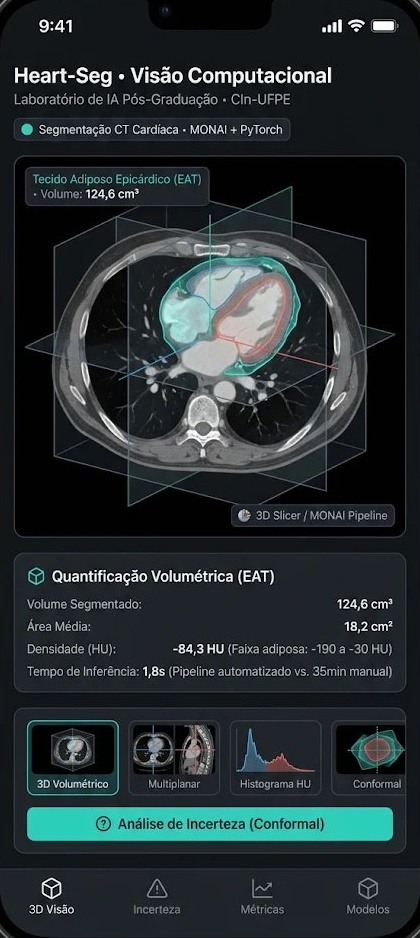 9:41
Heart-Seg • Visão Computacional
Laboratório de IA Pós-Graduação • CIn-UFPE
Segmentação CT Cardíaca • MONAI + PyTorch
Tecido Adiposo Epicárdico (EAT)
• Volume: 124,6 cm³
3D Slicer / MONAI Pipeline
Quantificação Volumétrica (EAT)
Volume Segmentado: 124,6 cm³
Área Média: 18,2 cm²
Densidade (HU): -84,3 HU (Faixa adiposa: -190 a -30 HU)
Tempo de Inferência: 1,8s (Pipeline automatizado vs. 35min manual)
3D Volumétrico Multiplanar Histograma HU Conformal
Análise de Incerteza (Conformal)
3D Visão Incerteza Métricas Modelos